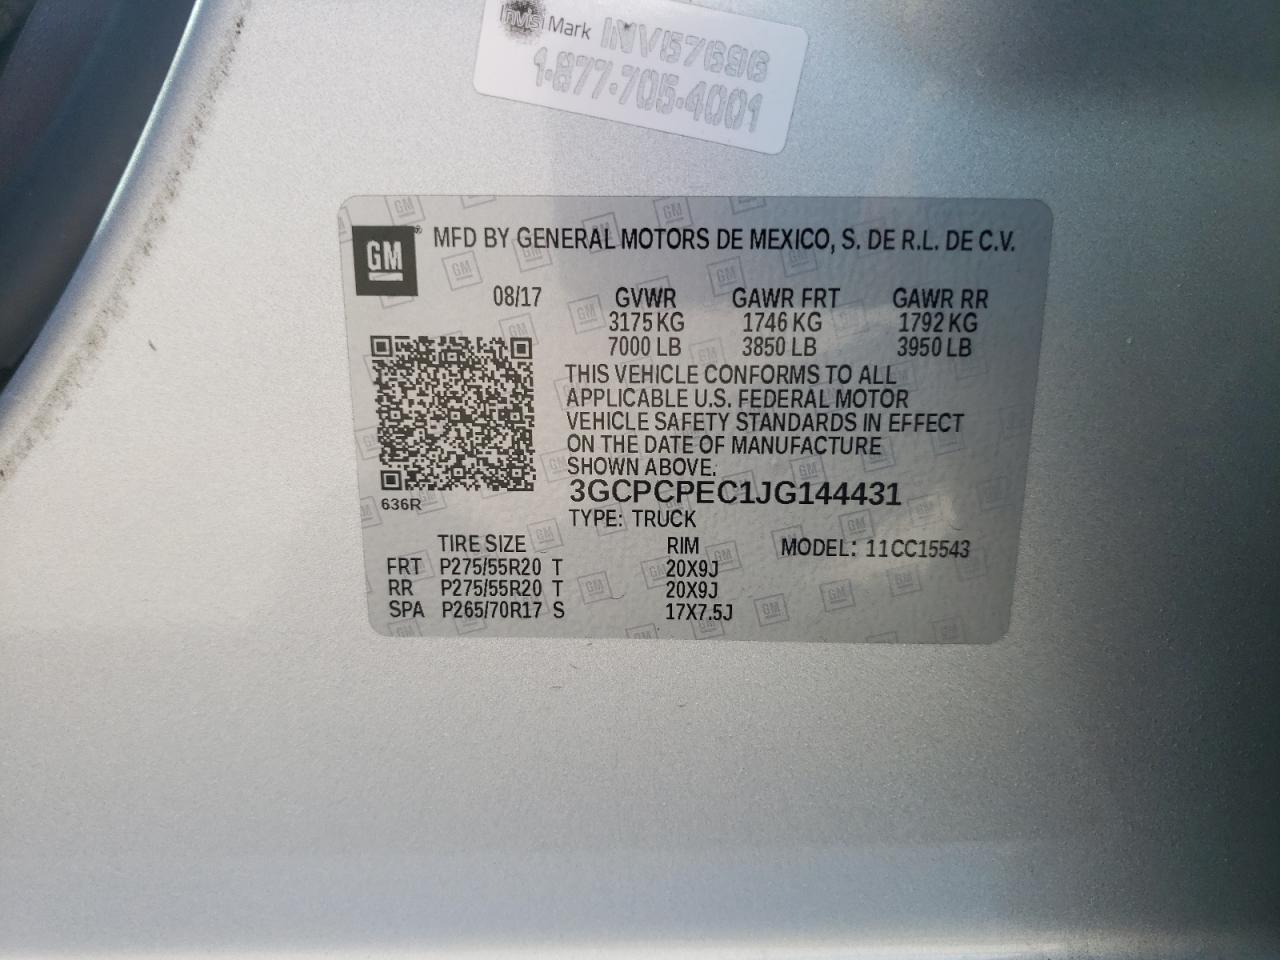 InVis Mark INV57696
1-877-705-4001
GM MFD BY GENERAL MOTORS DE MEXICO, S. DE R.L. DE C.V.
08/17 GVWR GAWR FRT GAWR RR
3175 KG 1746 KG 1792 KG
7000 LB 3850 LB 3950 LB
THIS VEHICLE CONFORMS TO ALL
APPLICABLE U.S. FEDERAL MOTOR
VEHICLE SAFETY STANDARDS IN EFFECT
ON THE DATE OF MANUFACTURE
SHOWN ABOVE:
3GCPCPEC1JG144431
636R
TYPE: TRUCK
TIRE SIZE RIM MODEL: 11CC15543
FRT P275/55R20 T 20X9J
RR P275/55R20 T 20X9J
SPA P265/70R17 S 17X7.5J